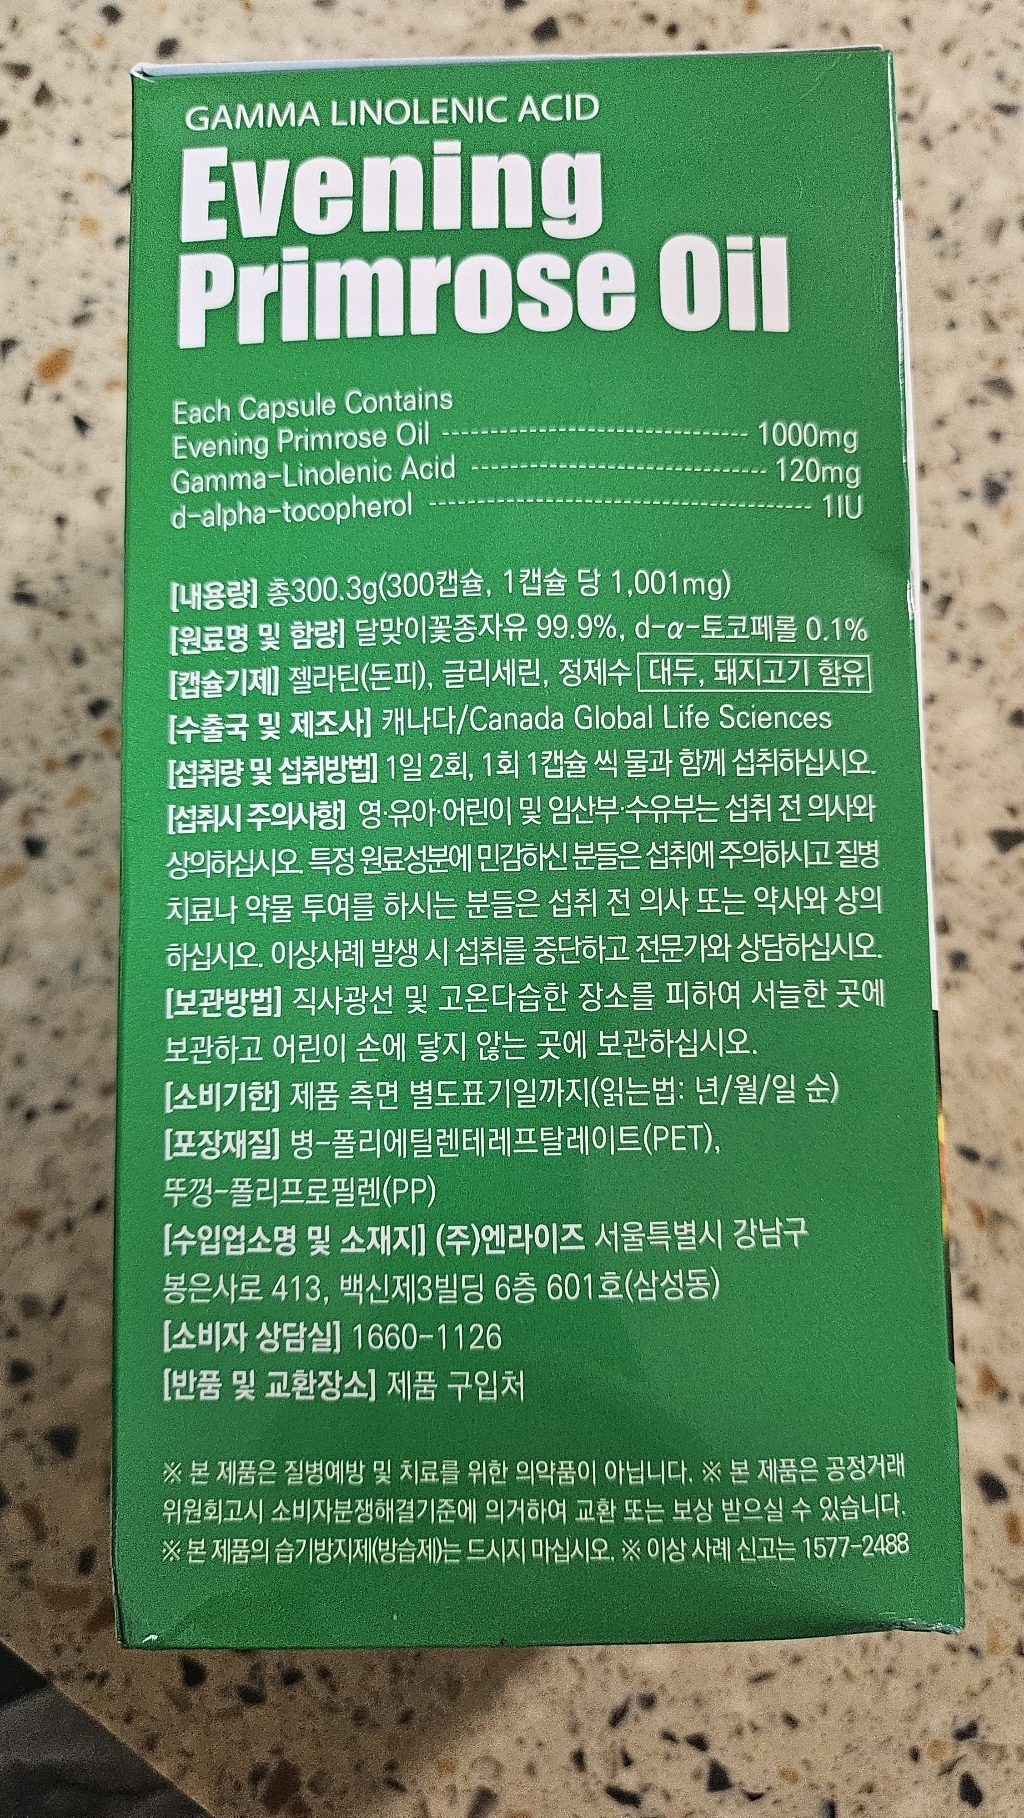 GAMMA LINOLENIC ACID
Evening
Primrose Oil
Each Capsule Contains
Evening Primrose Oil ---------------------------------- 1000mg
Gamma-Linolenic Acid --------------------------------- 120mg
d-alpha-tocopherol ------------------------------------------- 1IU
[내용량] 총300.3g(300캡슐, 1캡슐 당 1,001mg)
[원료명 및 함량] 달맞이꽃종자유 99.9%, d-α-토코페롤 0.1%
[캡슐기제] 젤라틴(돈피), 글리세린, 정제수 대두, 돼지고기 함유
[수출국 및 제조사] 캐나다/Canada Global Life Sciences
[섭취량 및 섭취방법] 1일 2회, 1회 1캡슐 씩 물과 함께 섭취하십시오.
[섭취시 주의사항] 영·유아·어린이 및 임산부·수유부는 섭취 전 의사와
상의하십시오. 특정 원료성분에 민감하신 분들은 섭취에 주의하시고 질병
치료나 약물 투여를 하시는 분들은 섭취 전 의사 또는 약사와 상의
하십시오. 이상사례 발생 시 섭취를 중단하고 전문가와 상담하십시오.
[보관방법] 직사광선 및 고온다습한 장소를 피하여 서늘한 곳에
보관하고 어린이 손에 닿지 않는 곳에 보관하십시오.
[소비기한] 제품 측면 별도표기일까지(읽는법: 년/월/일 순)
[포장재질] 병-폴리에틸렌테레프탈레이트(PET),
뚜껑-폴리프로필렌(PP)
[수입업소명 및 소재지] (주)엔라이즈 서울특별시 강남구
봉은사로 413, 백신제3빌딩 6층 601호(삼성동)
[소비자 상담실] 1660-1126
[반품 및 교환장소] 제품 구입처
※ 본 제품은 질병예방 및 치료를 위한 의약품이 아닙니다. ※ 본 제품은 공정거래
위원회고시 소비자분쟁해결기준에 의거하여 교환 또는 보상 받으실 수 있습니다.
※ 본 제품의 습기방지제(방습제)는 드시지 마십시오. ※ 이상 사례 신고는 1577-2488